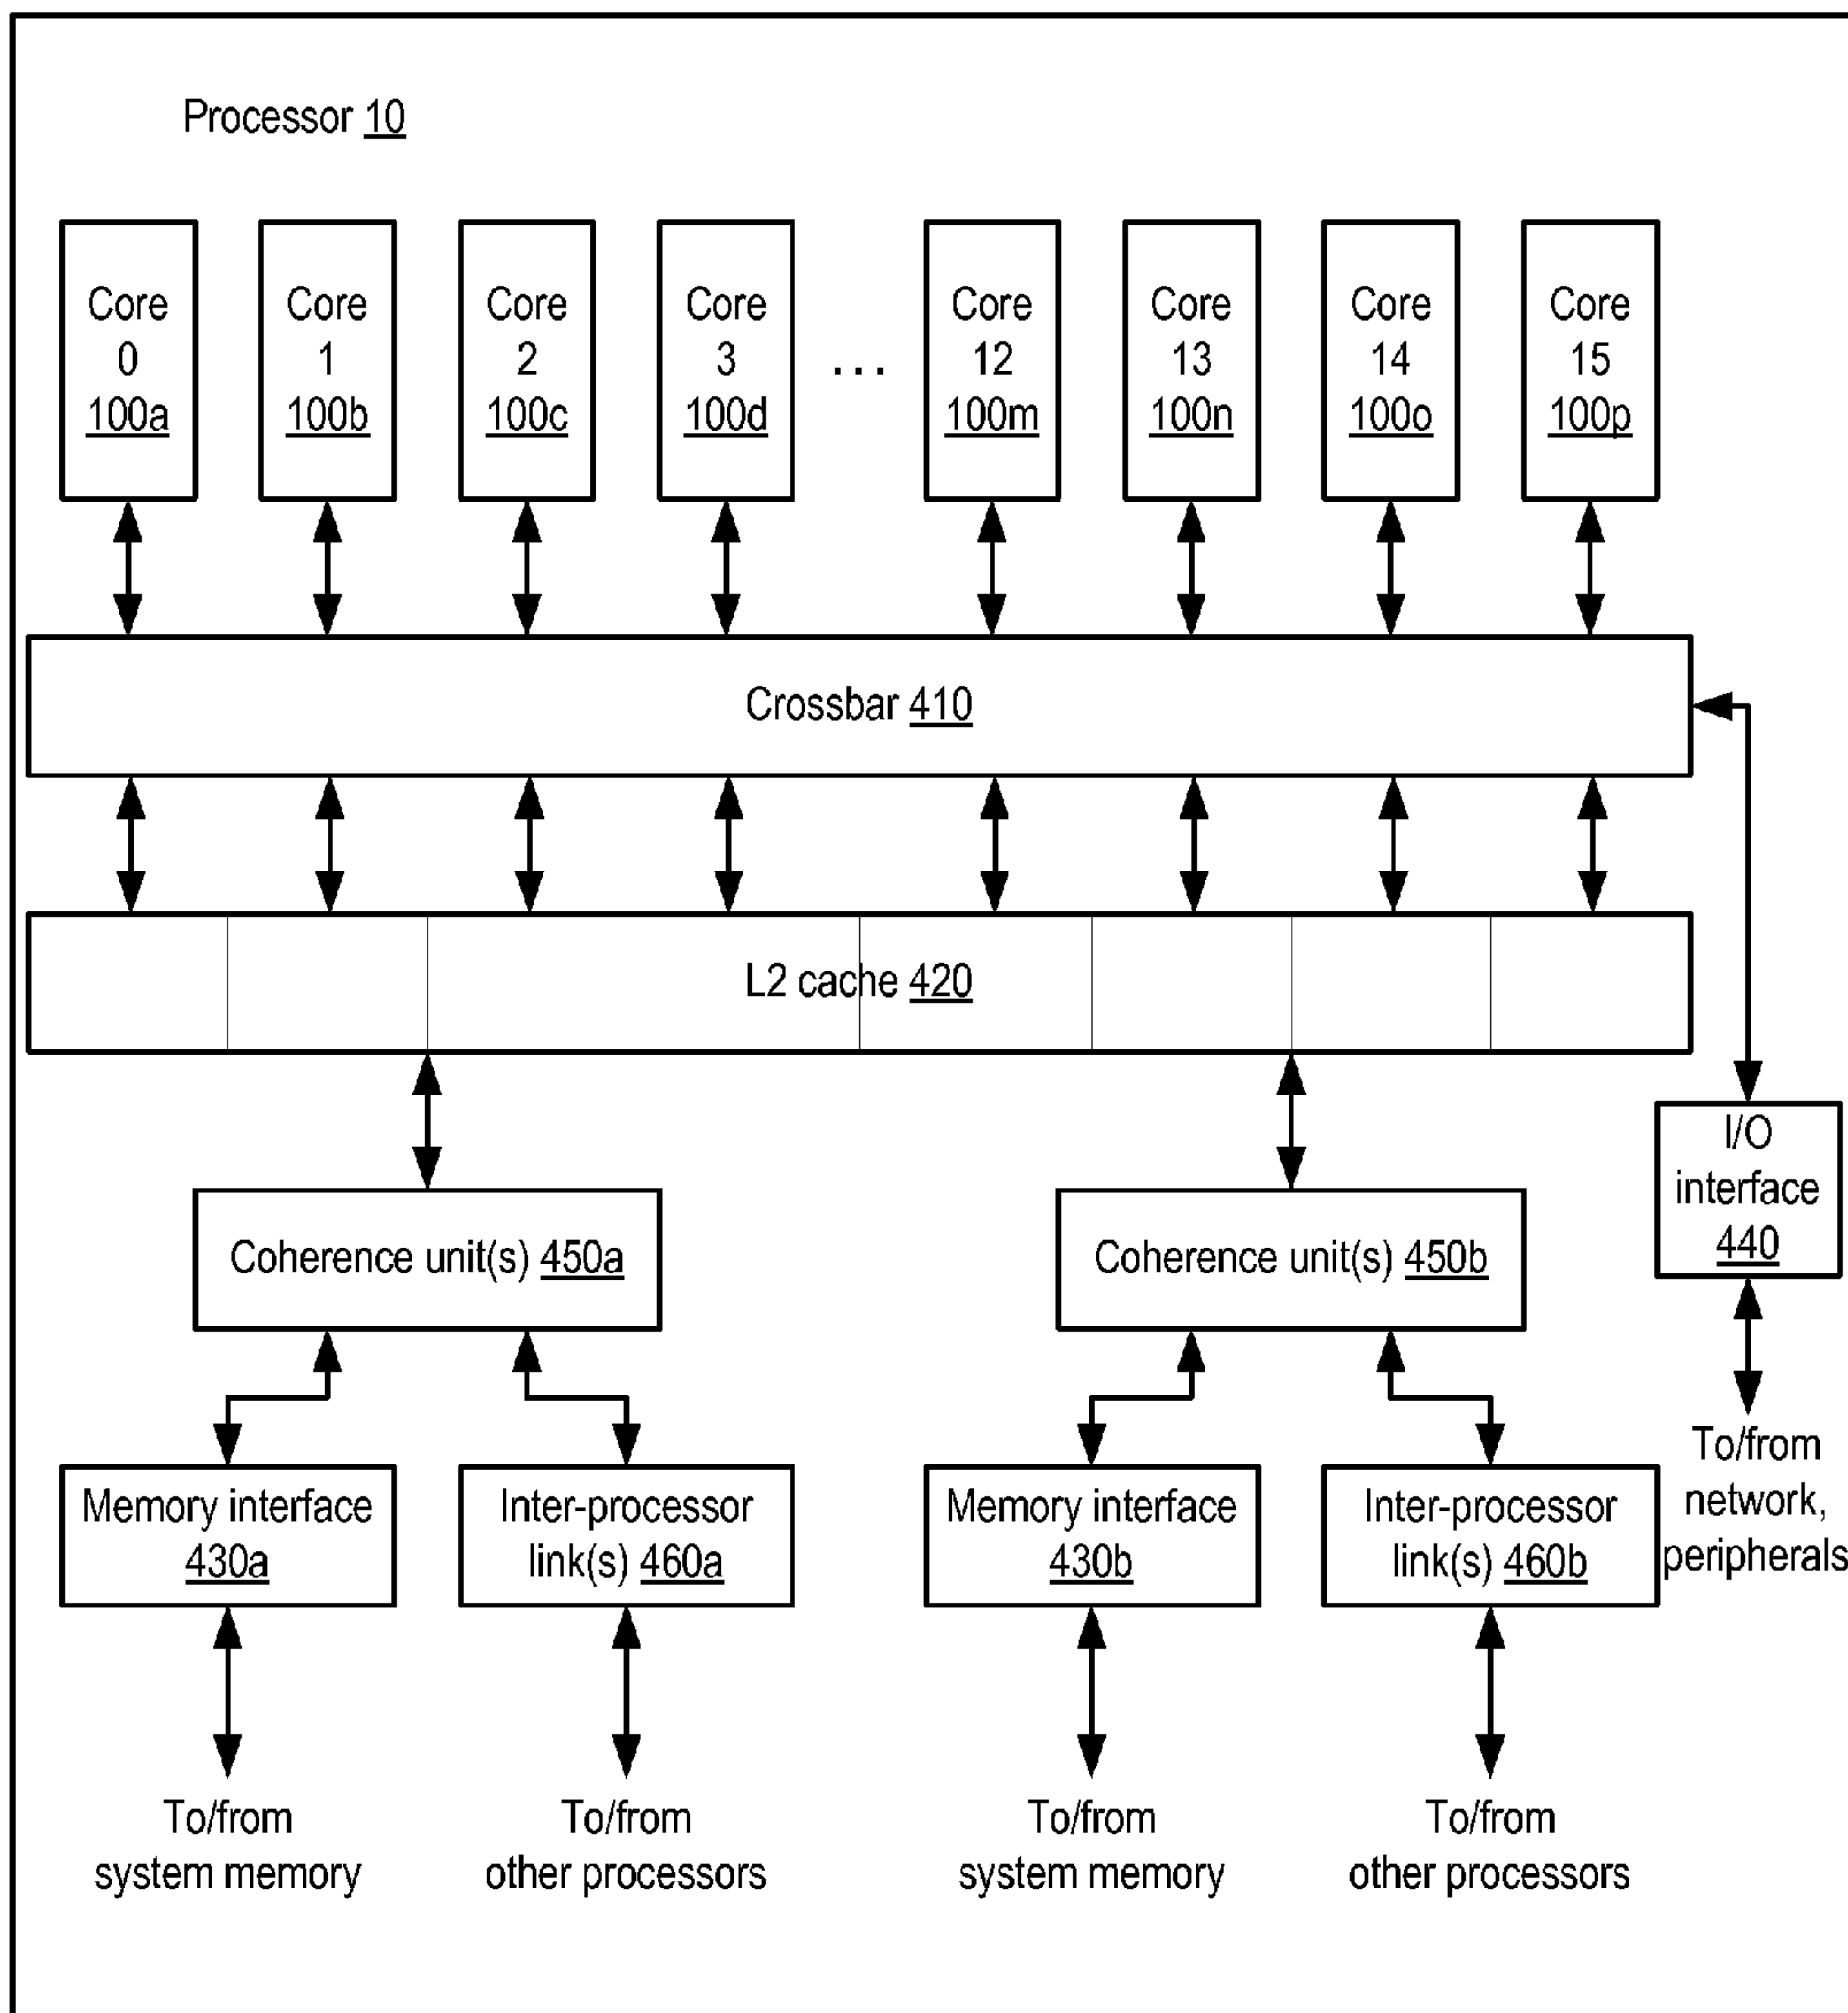 Processor 10
Core
0
100a
Core
1
100b
Core
2
100c
Core
3
100d
...
Core
12
100m
Core
13
100n
Core
14
100o
Core
15
100p
Crossbar 410
L2 cache 420
I/O
interface
440
Coherence unit(s) 450a
Coherence unit(s) 450b
To/from
network,
peripherals
Memory interface
430a
Inter-processor
link(s) 460a
Memory interface
430b
Inter-processor
link(s) 460b
To/from
system memory
To/from
other processors
To/from
system memory
To/from
other processors